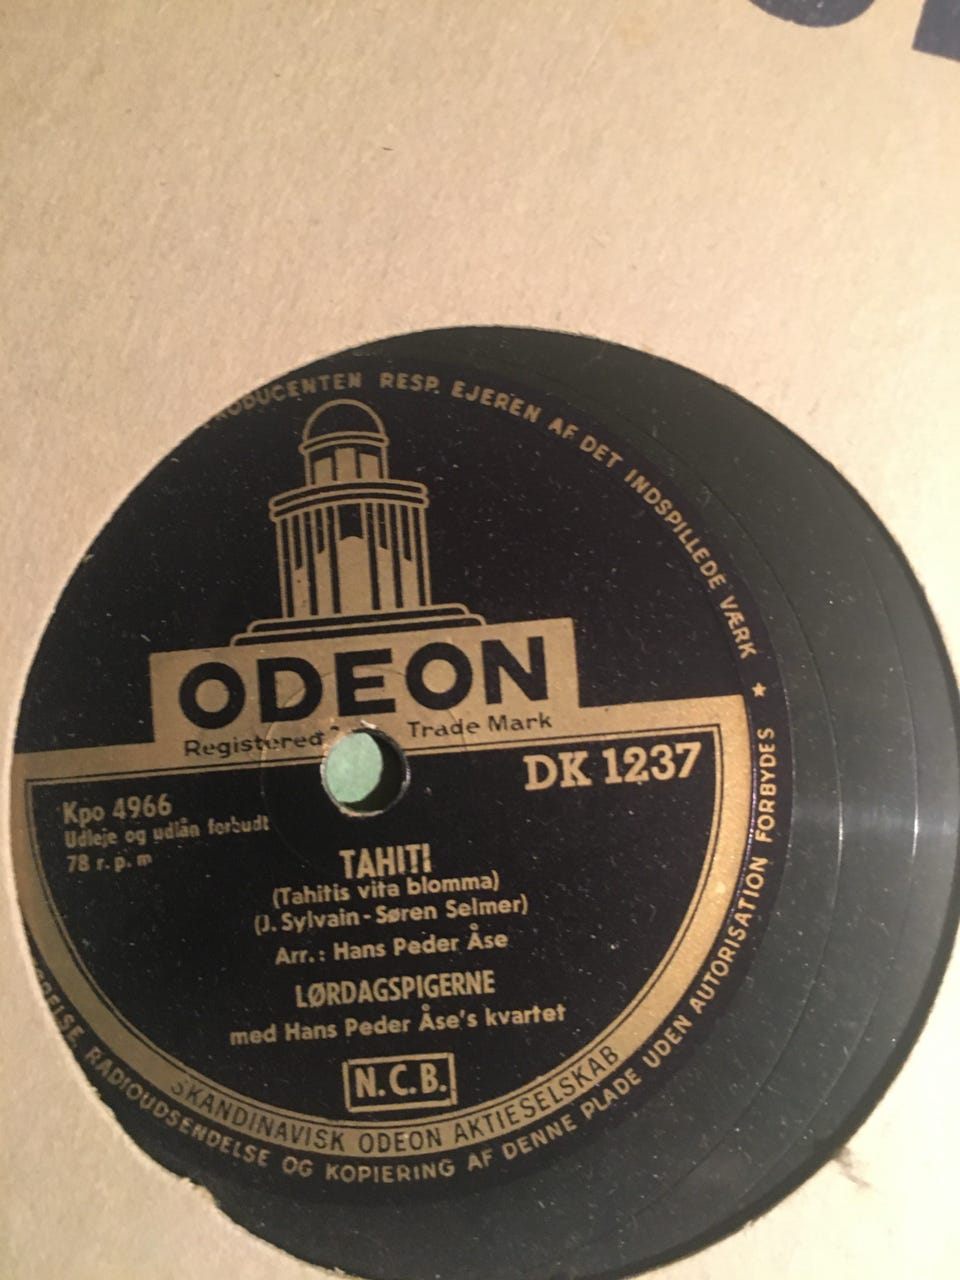 ODEON
Registered Trade Mark
DK 1237
Kpo 4966
Udleje og udlån forbudt
78 r. p. m
TAHITI
(Tahitis vita blomma)
(J. Sylvain - Søren Selmer)
Arr.: Hans Peder Åse
LØRDAGSPIGERNE
med Hans Peder Åse's kvartet
N.C.B.
SKANDINAVISK ODEON AKTIESELSKAB
RESP. EJEREN AF DET INDSPILLEDE VÆRK ★
RADIOUDSENDELSE OG KOPIERING AF DENNE PLADE UDEN AUTORISATION FORBYDES